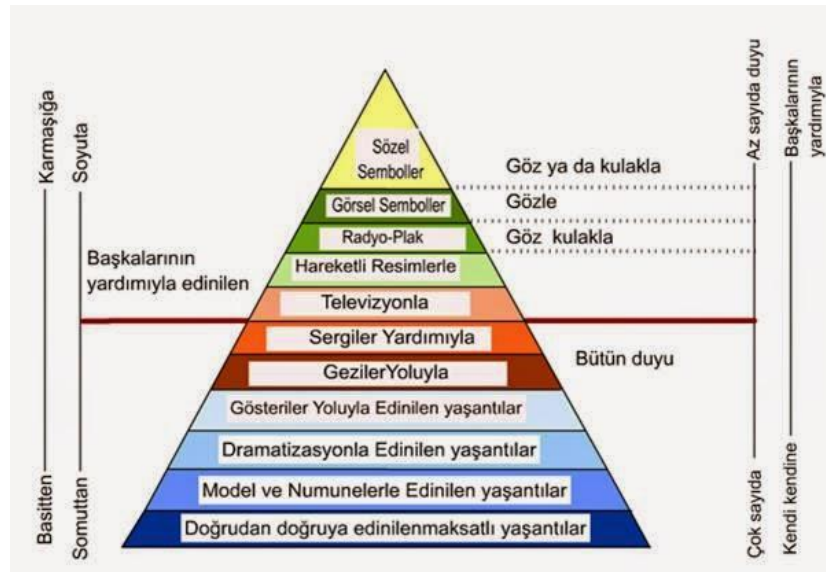 Karmaşığa
Soyuta
Basitten
Somuttan
Başkalarının
yardımıyla edinilen
Sözel
Semboller
Görsel Semboller
Radyo-Plak
Hareketli Resimlerle
Televizyonla
Sergiler Yardımıyla
GezilerYoluyla
Gösteriler Yoluyla Edinilen yaşantılar
Dramatizasyonla Edinilen yaşantılar
Model ve Numunelerle Edinilen yaşantılar
Doğrudan doğruya edinilenmaksatlı yaşantılar
Göz ya da kulakla
Gözle
Göz kulakla
Bütün duyu
Az sayıda duyu
Çok sayıda
Başkalarının
yardımıyla
Kendi kendine